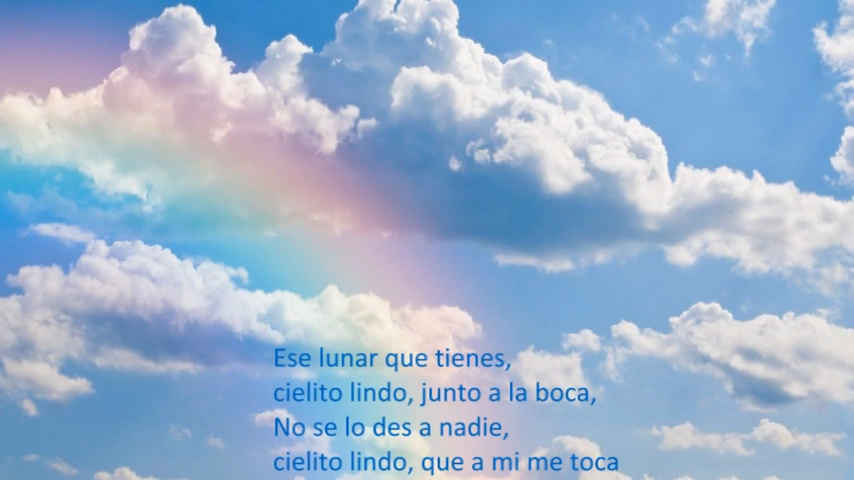 Ese lunar que tienes,
cielito lindo, junto a la boca,
No se lo des a nadie,
cielito lindo, que a mi me toca